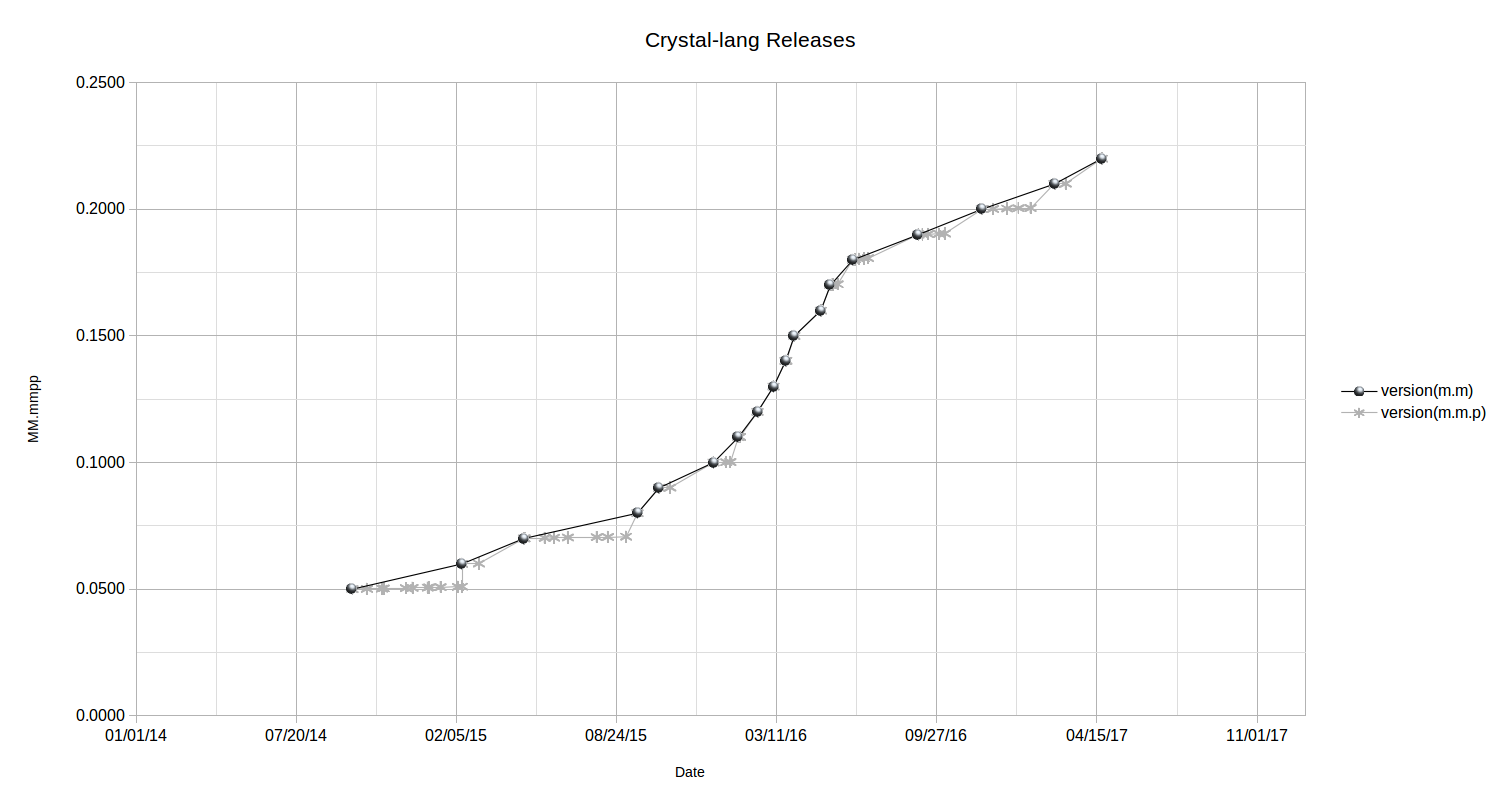 Crystal-lang Releases
0.2500
0.2000
0.1500
0.1000
0.0500
0.0000
MM.mmpp
01/01/14 07/20/14 02/05/15 08/24/15 03/11/16 09/27/16 04/15/17 11/01/17
Date
version(m.m)
version(m.m.p)